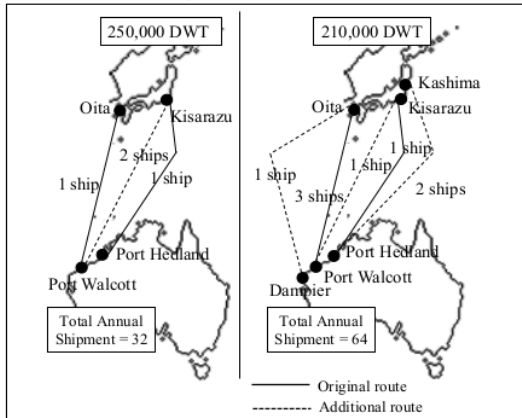 250,000 DWT
Oita
Kisarazu
2 ships
1 ship
1 ship
Port Hedland
Port Walcott
Total Annual
Shipment = 32
210,000 DWT
Kashima
Oita
Kisarazu
1 ship
1 ship
1 ship
3 ships
2 ships
Port Hedland
Port Walcott
Dampier
Total Annual
Shipment = 64
Original route
Additional route